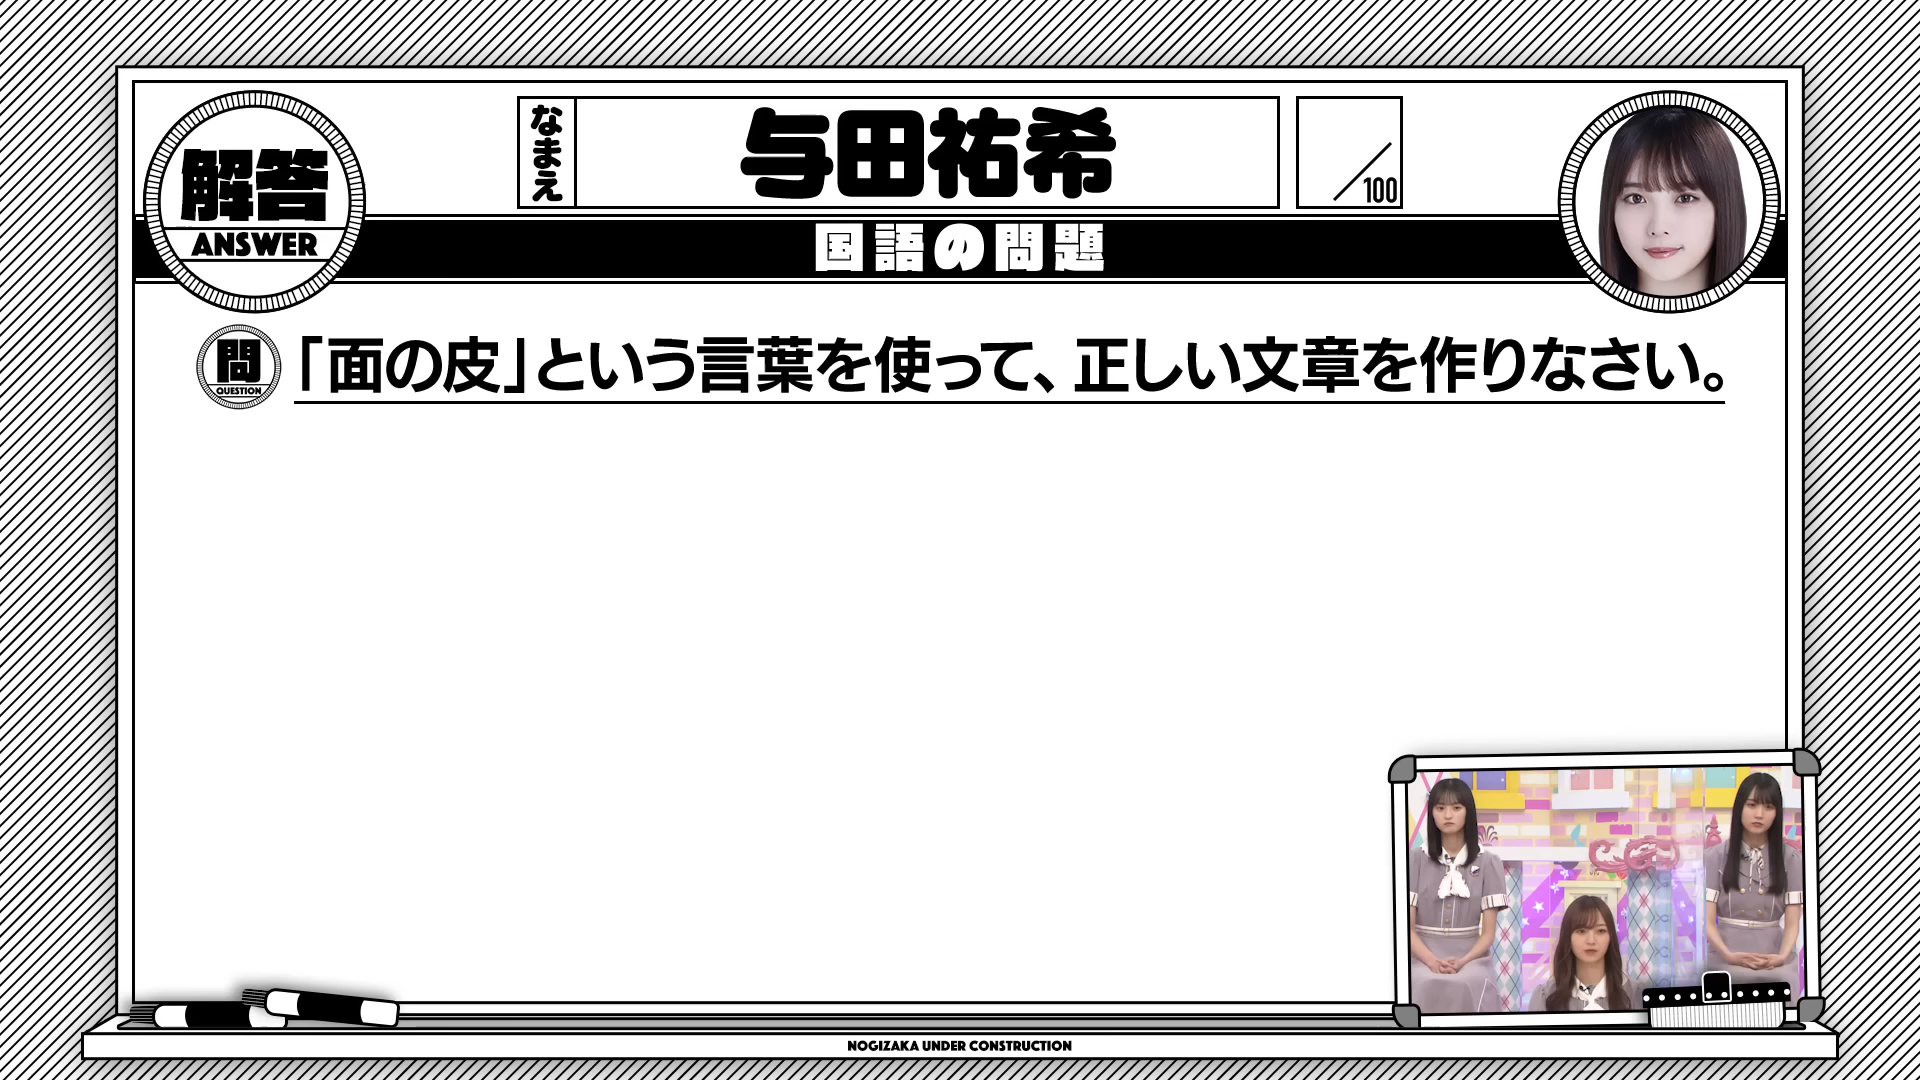 解答
ANSWER
なまえ
与田祐希
/100
国語の問題
問
QUESTION
「面の皮」という言葉を使って、正しい文章を作りなさい。
NOGIZAKA UNDER CONSTRUCTION